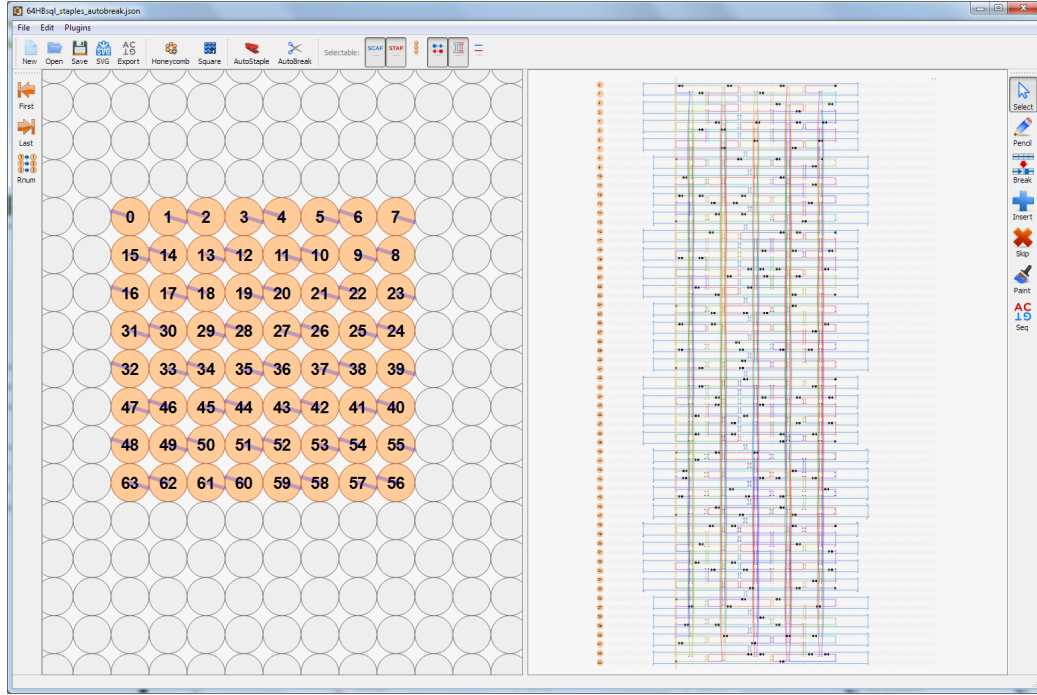 64HBsql_staples_autobreak.json
File Edit Plugins
New Open Save SVG Export Honeycomb Square AutoStaple AutoBreak Selectable: SCAF STAP
First
Last
Rnum
0 1 2 3 4 5 6 7
15 14 13 12 11 10 9 8
16 17 18 19 20 21 22 23
31 30 29 28 27 26 25 24
32 33 34 35 36 37 38 39
47 46 45 44 43 42 41 40
48 49 50 51 52 53 54 55
63 62 61 60 59 58 57 56
Select
Pencil
Break
Insert
Skip
Paint
Seq